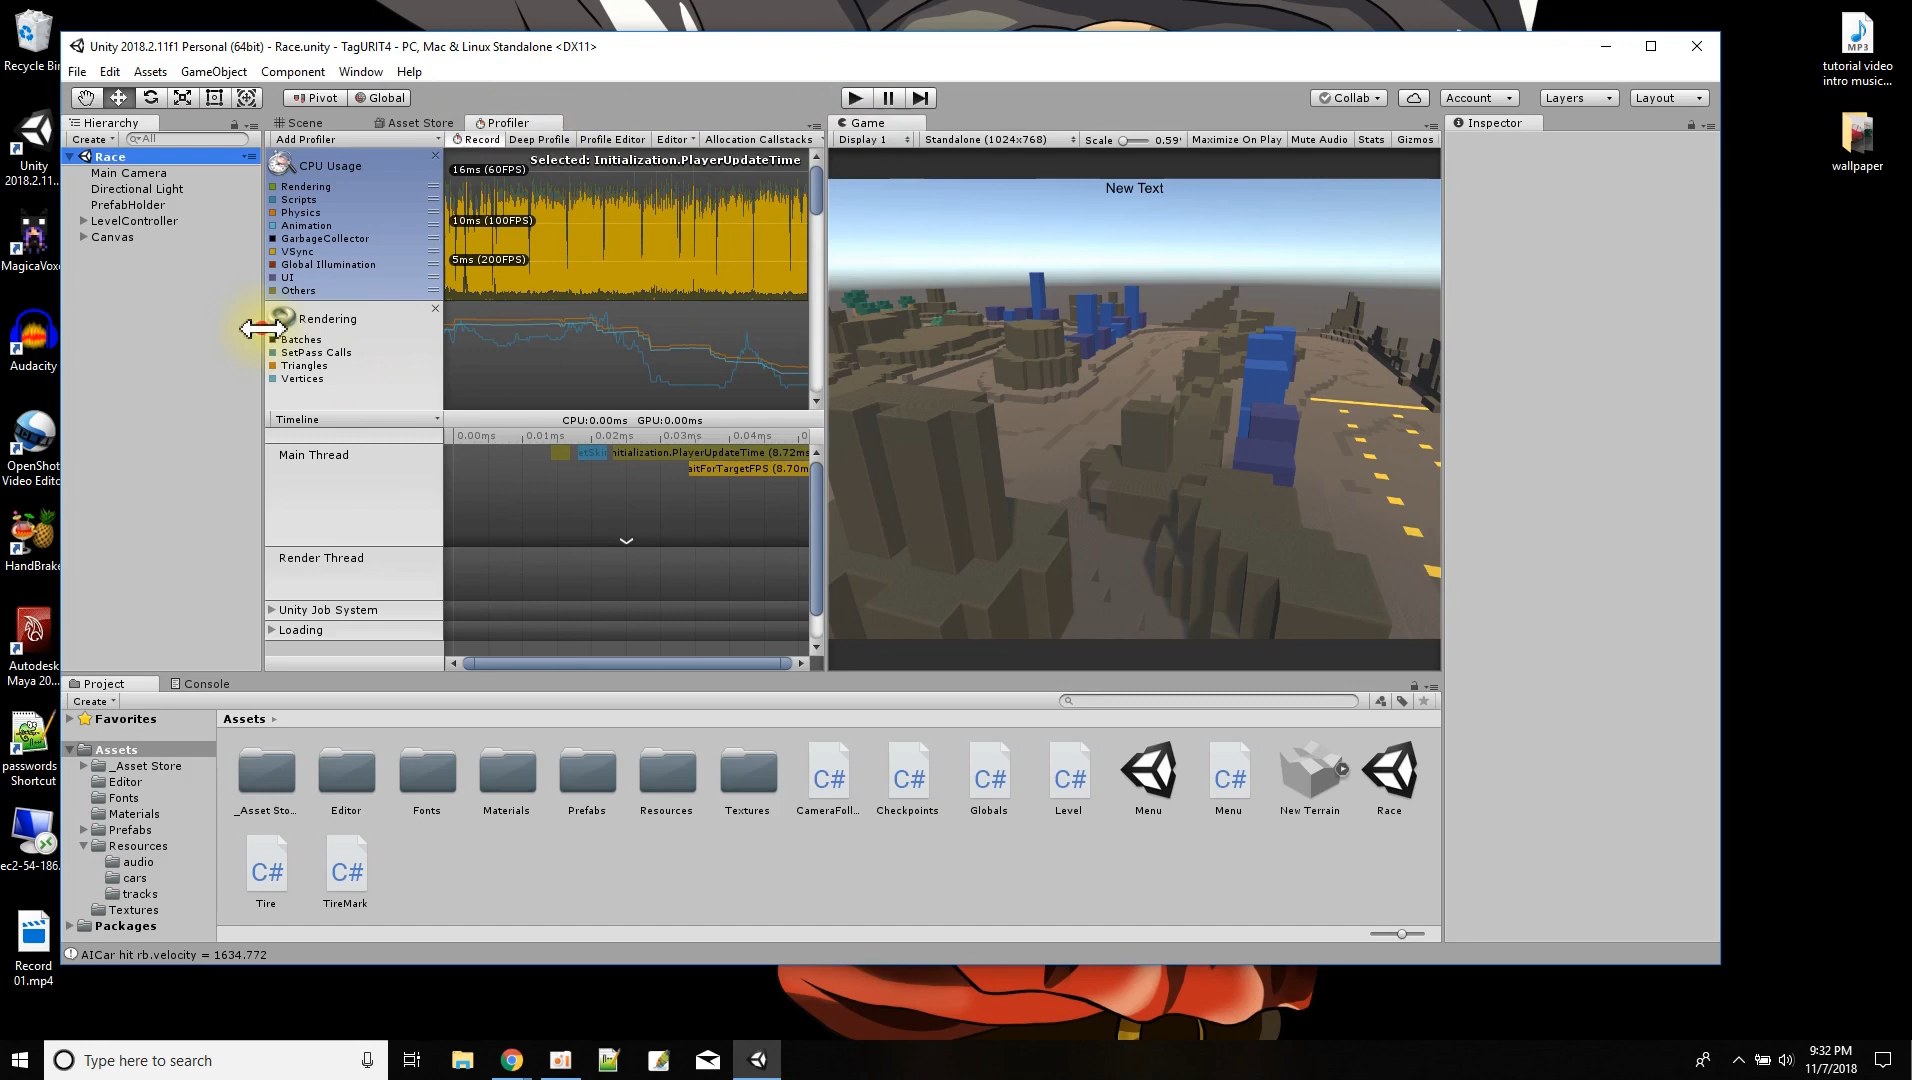 Recycle Bin
Unity 2018.2.11f1 Personal (64bit) - Race.unity - TagURIT4 - PC, Mac & Linux Standalone <DX11>
File Edit Assets GameObject Component Window Help
Pivot Global
Collab Account Layers Layout
Hierarchy
Create All
Race
Main Camera
Directional Light
PrefabHolder
LevelController
Canvas
Scene Asset Store Profiler
Add Profiler Record Deep Profile Profile Editor Editor Allocation Callstacks
CPU Usage
Rendering
Scripts
Physics
Animation
GarbageCollector
VSync
Global Illumination
UI
Others
Selected: Initialization.PlayerUpdateTime
16ms (60FPS)
10ms (100FPS)
5ms (200FPS)
Rendering
Batches
SetPass Calls
Triangles
Vertices
Timeline
CPU:0.00ms GPU:0.00ms
0.00ms 0.01ms 0.02ms 0.03ms 0.04ms 0
Main Thread
etSkin nitialization.PlayerUpdateTime (8.72ms
aitForTargetFPS (8.70m
Render Thread
Unity Job System
Loading
Game
Display 1 Standalone (1024x768) Scale 0.59 Maximize On Play Mute Audio Stats Gizmos
New Text
Inspector
Project Console
Create
Favorites
Assets
_Asset Store
Editor
Fonts
Materials
Prefabs
Resources
audio
cars
tracks
Textures
Packages
Assets
_Asset Sto...
Editor
Fonts
Materials
Prefabs
Resources
Textures
C#
CameraFoll...
C#
Checkpoints
C#
Globals
C#
Level
Menu
C#
Menu
New Terrain
Race
C#
Tire
C#
TireMark
AICar hit rb.velocity = 1634.772
Unity
2018.2.11...
MagicaVox
Audacity
OpenShot
Video Edito
HandBrake
Autodesk
Maya 20...
passwords
Shortcut
ec2-54-186.
Record
01.mp4
MP3
tutorial video
intro music...
wallpaper
Type here to search
9:32 PM
11/7/2018